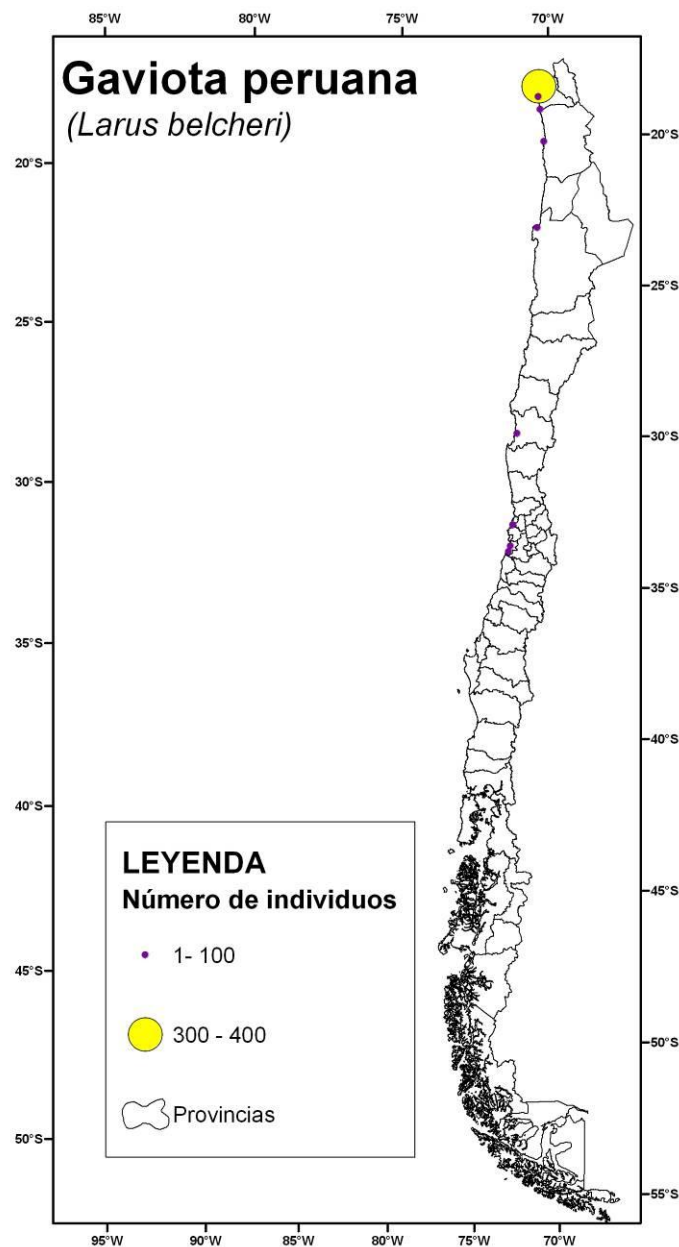 85°W 80°W 75°W 70°W
Gaviota peruana
(Larus belcheri)
20°S
25°S
30°S
35°S
40°S
45°S
50°S
20°S
25°S
30°S
35°S
40°S
45°S
50°S
55°S
LEYENDA
Número de individuos
1- 100
300 - 400
Provincias
95°W 90°W 85°W 80°W 75°W 70°W